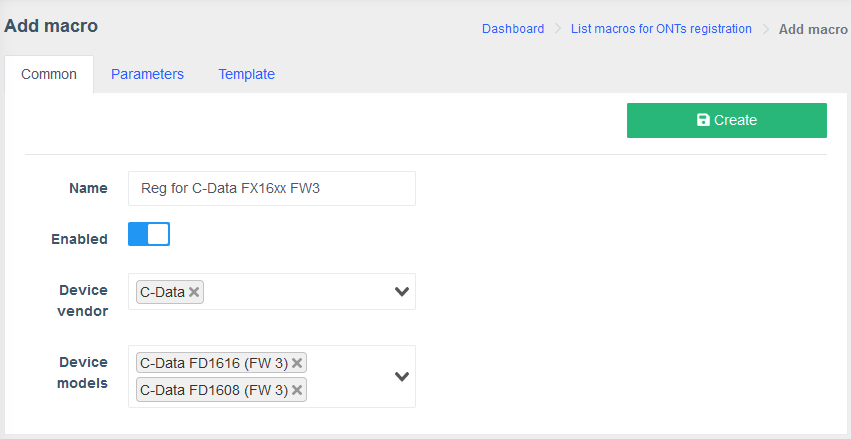 Add macro
Dashboard > List macros for ONTs registration > Add macro
Common Parameters Template
Create
Name Reg for C-Data FX16xx FW3
Enabled
Device vendor C-Data
Device models C-Data FD1616 (FW 3)
C-Data FD1608 (FW 3)